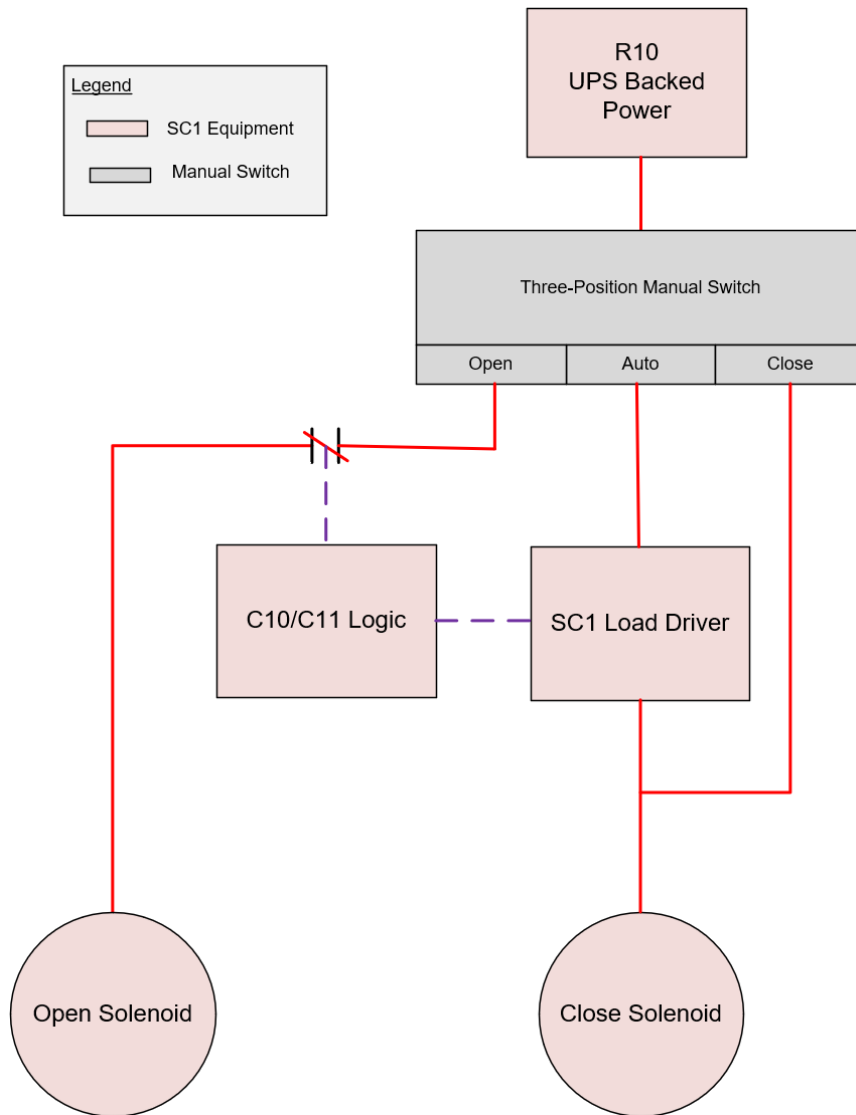 Legend
SC1 Equipment
Manual Switch
R10
UPS Backed
Power
Three-Position Manual Switch
Open
Auto
Close
C10/C11 Logic
SC1 Load Driver
Open Solenoid
Close Solenoid